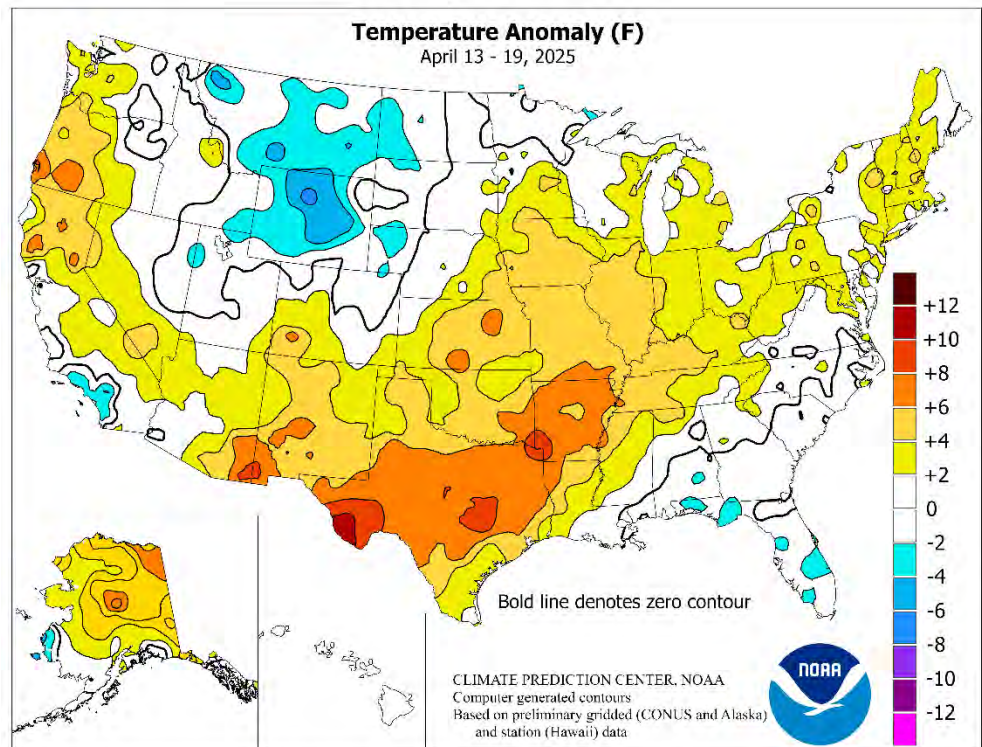 Temperature Anomaly (F)
April 13 - 19, 2025
+12
+10
+8
+6
+4
+2
0
-2
-4
-6
-8
-10
-12
Bold line denotes zero contour
CLIMATE PREDICTION CENTER, NOAA
Computer generated contours
Based on preliminary gridded (CONUS and Alaska)
and station (Hawaii) data
NOAA